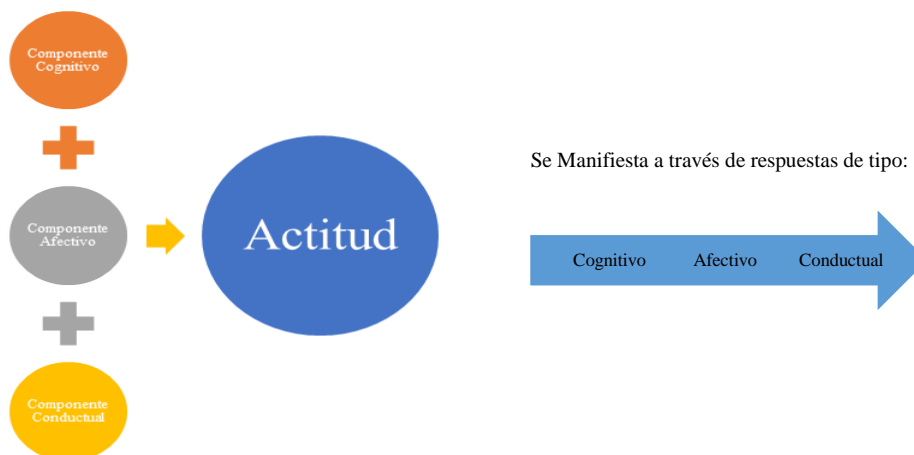 Componente
Cognitivo
Componente
Afectivo
Componente
Conductual
Actitud
Se Manifiesta a través de respuestas de tipo:
Cognitivo Afectivo Conductual